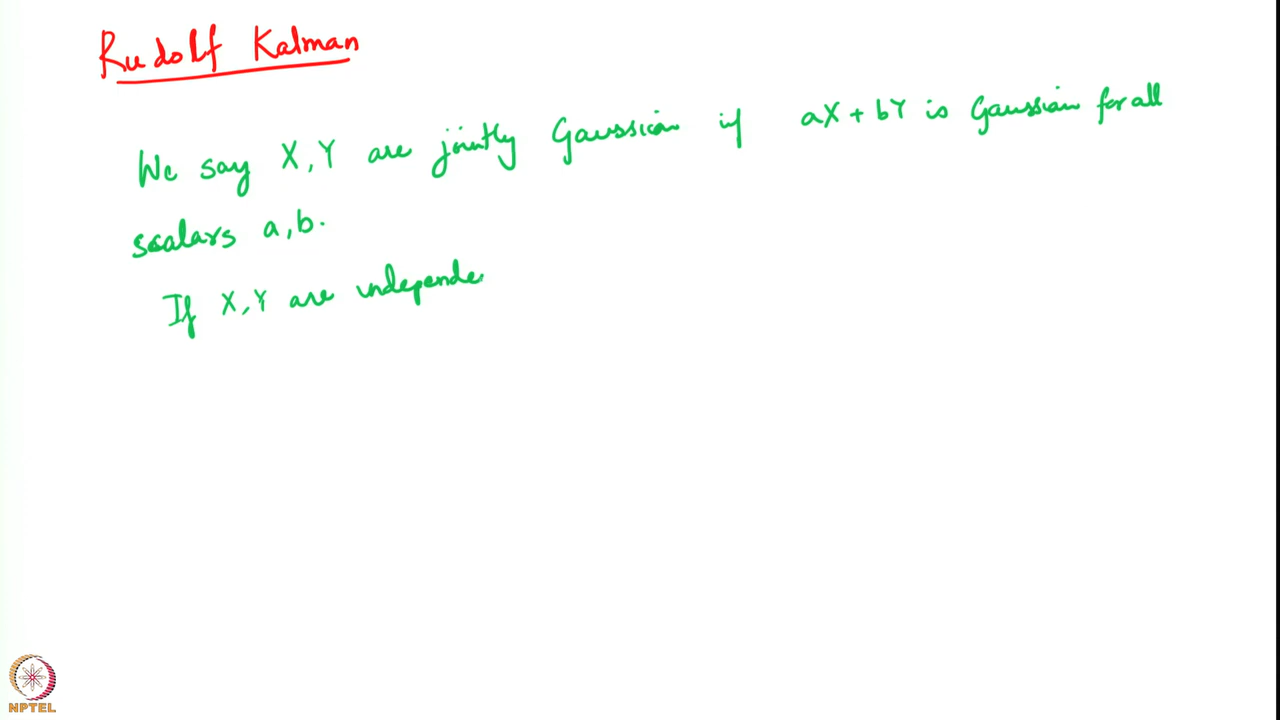 Rudolf Kalman
We say X, Y are jointly Gaussian if aX + bY is Gaussian for all
scalars a, b.
If X, Y are independe
NPTEL